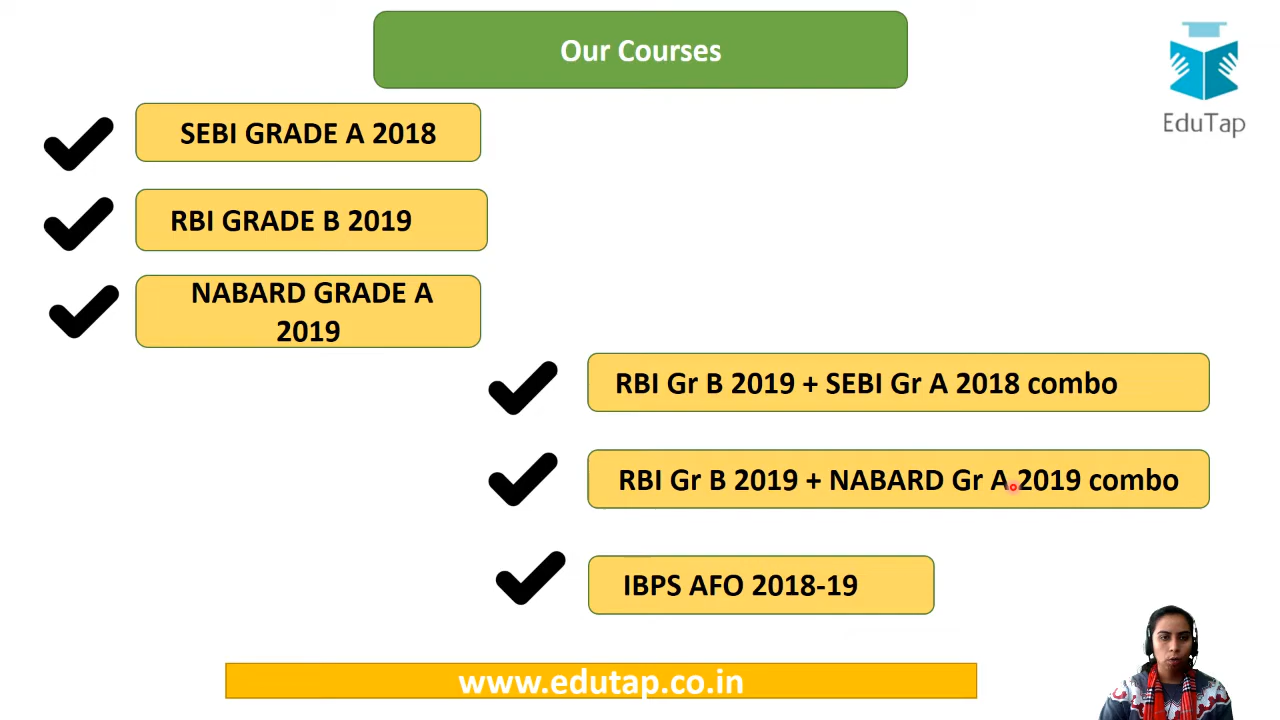 Our Courses
EduTap
SEBI GRADE A 2018
RBI GRADE B 2019
NABARD GRADE A
2019
RBI Gr B 2019 + SEBI Gr A 2018 combo
RBI Gr B 2019 + NABARD Gr A 2019 combo
IBPS AFO 2018-19
www.edutap.co.in